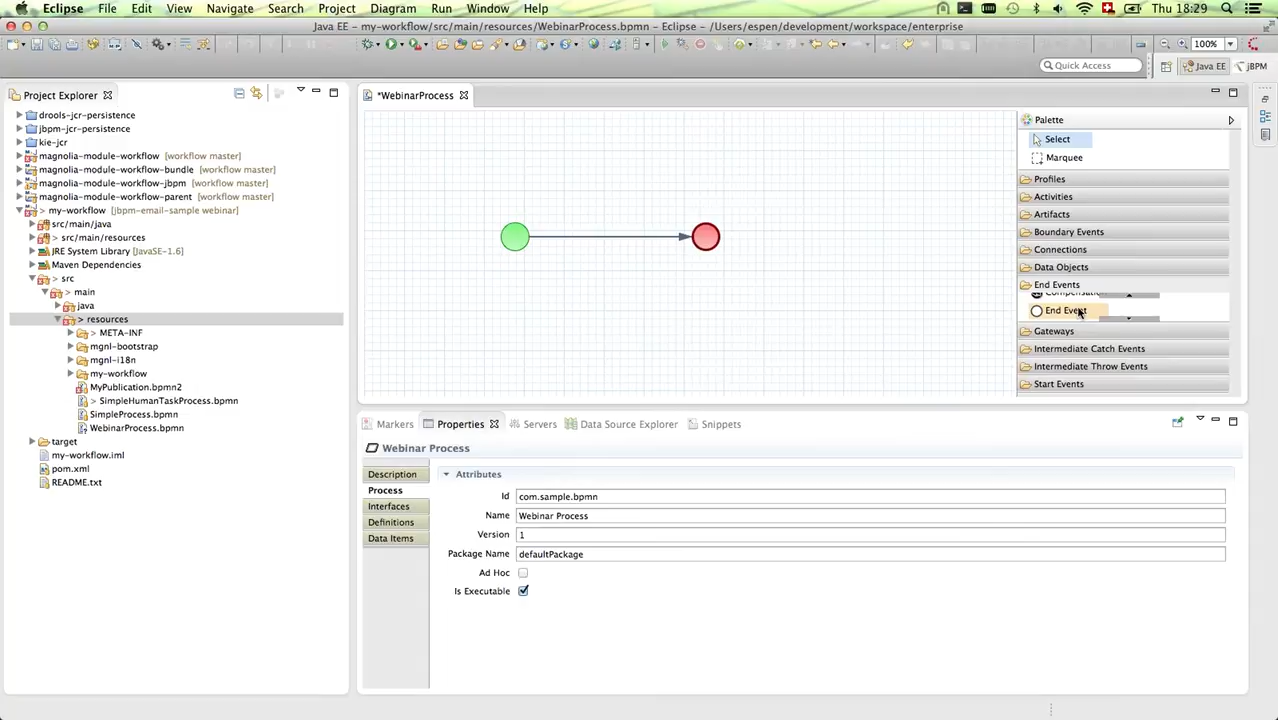 Eclipse File Edit View Navigate Search Project Diagram Run Window Help Thu 18:29
Java EE - my-workflow/src/main/resources/WebinarProcess.bpmn - Eclipse - /Users/espen/development/workspace/enterprise
100%
Quick Access Java EE jBPM
Project Explorer
drools-jcr-persistence
jbpm-jcr-persistence
kie-jcr
magnolia-module-workflow [workflow master]
magnolia-module-workflow-bundle [workflow master]
magnolia-module-workflow-jbpm [workflow master]
magnolia-module-workflow-parent [workflow master]
> my-workflow [jbpm-email-sample webinar]
src/main/java
> src/main/resources
JRE System Library [JavaSE-1.6]
Maven Dependencies
> src
> main
java
> resources
> META-INF
mgnl-bootstrap
mgnl-i18n
my-workflow
MyPublication.bpmn2
> SimpleHumanTaskProcess.bpmn
SimpleProcess.bpmn
WebinarProcess.bpmn
target
my-workflow.iml
pom.xml
README.txt
*WebinarProcess
Palette
Select
Marquee
Profiles
Activities
Artifacts
Boundary Events
Connections
Data Objects
End Events
End Event
Gateways
Intermediate Catch Events
Intermediate Throw Events
Start Events
Markers Properties Servers Data Source Explorer Snippets
Webinar Process
Description
Process
Interfaces
Definitions
Data Items
Attributes
Id com.sample.bpmn
Name Webinar Process
Version 1
Package Name defaultPackage
Ad Hoc
Is Executable